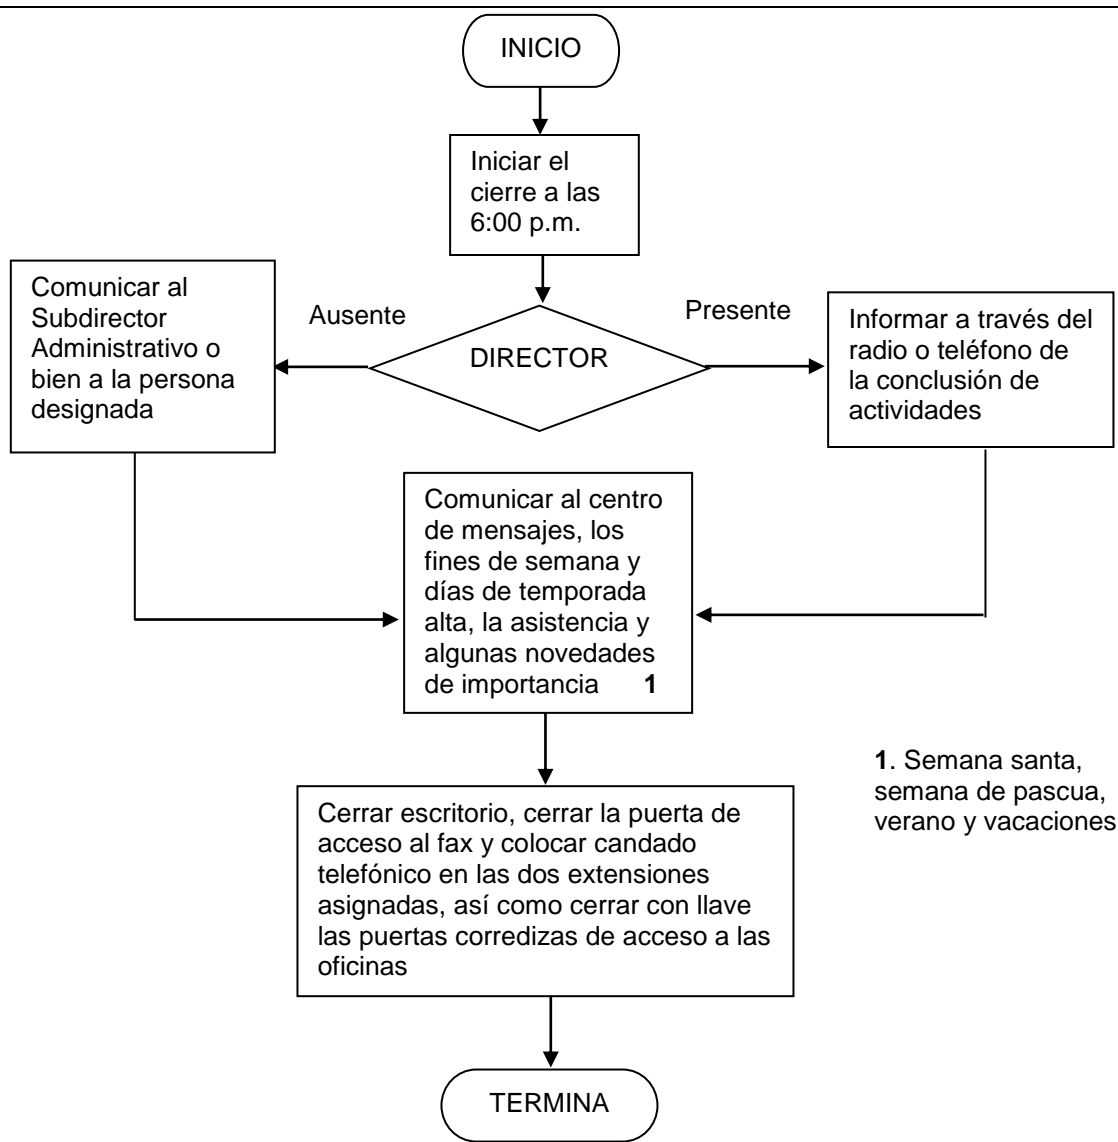 INICIO
Iniciar el
cierre a las
6:00 p.m.
Comunicar al
Subdirector
Administrativo o
bien a la persona
designada
Ausente
DIRECTOR
Presente
Informar a través del
radio o teléfono de
la conclusión de
actividades
Comunicar al centro
de mensajes, los
fines de semana y
días de temporada
alta, la asistencia y
algunas novedades
de importancia 1
1. Semana santa,
semana de pascua,
verano y vacaciones
Cerrar escritorio, cerrar la puerta de
acceso al fax y colocar candado
telefónico en las dos extensiones
asignadas, así como cerrar con llave
las puertas corredizas de acceso a las
oficinas
TERMINA